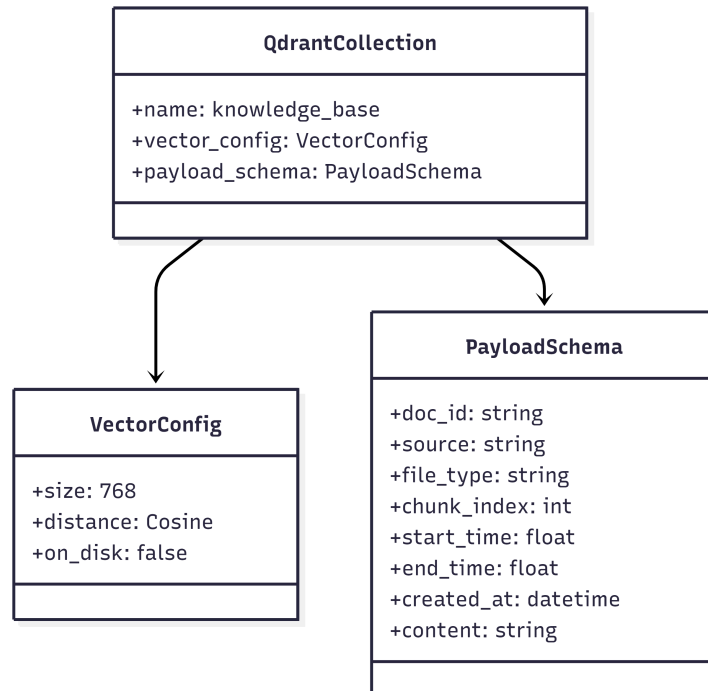 QdrantCollection
+name: knowledge_base
+vector_config: VectorConfig
+payload_schema: PayloadSchema
VectorConfig
+size: 768
+distance: Cosine
+on_disk: false
PayloadSchema
+doc_id: string
+source: string
+file_type: string
+chunk_index: int
+start_time: float
+end_time: float
+created_at: datetime
+content: string